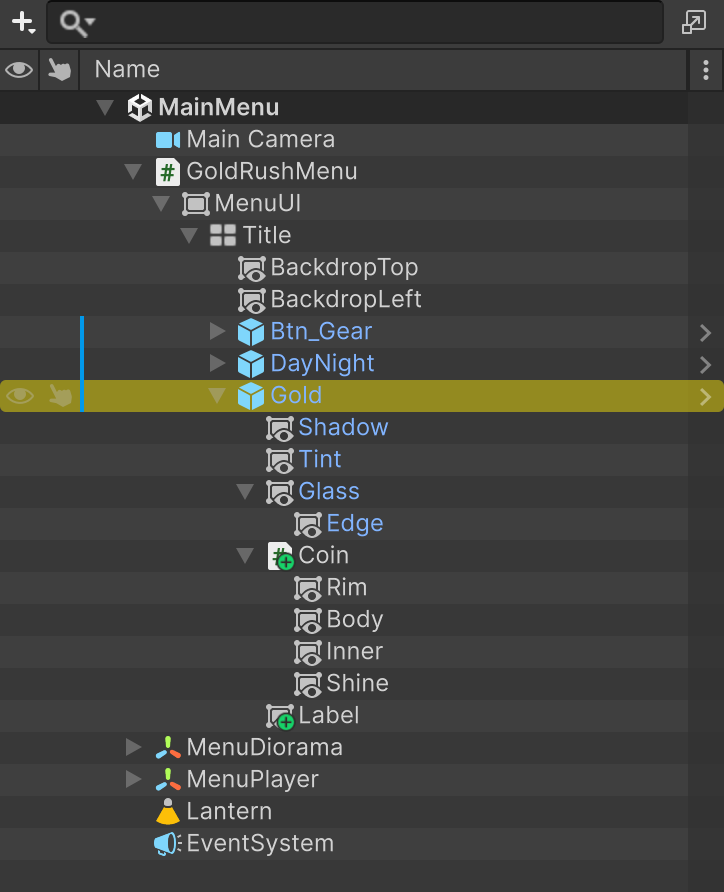 Name
MainMenu
Main Camera
# GoldRushMenu
MenuUI
Title
BackdropTop
BackdropLeft
Btn_Gear
DayNight
Gold
Shadow
Tint
Glass
Edge
# Coin
Rim
Body
Inner
Shine
Label
MenuDiorama
MenuPlayer
Lantern
EventSystem